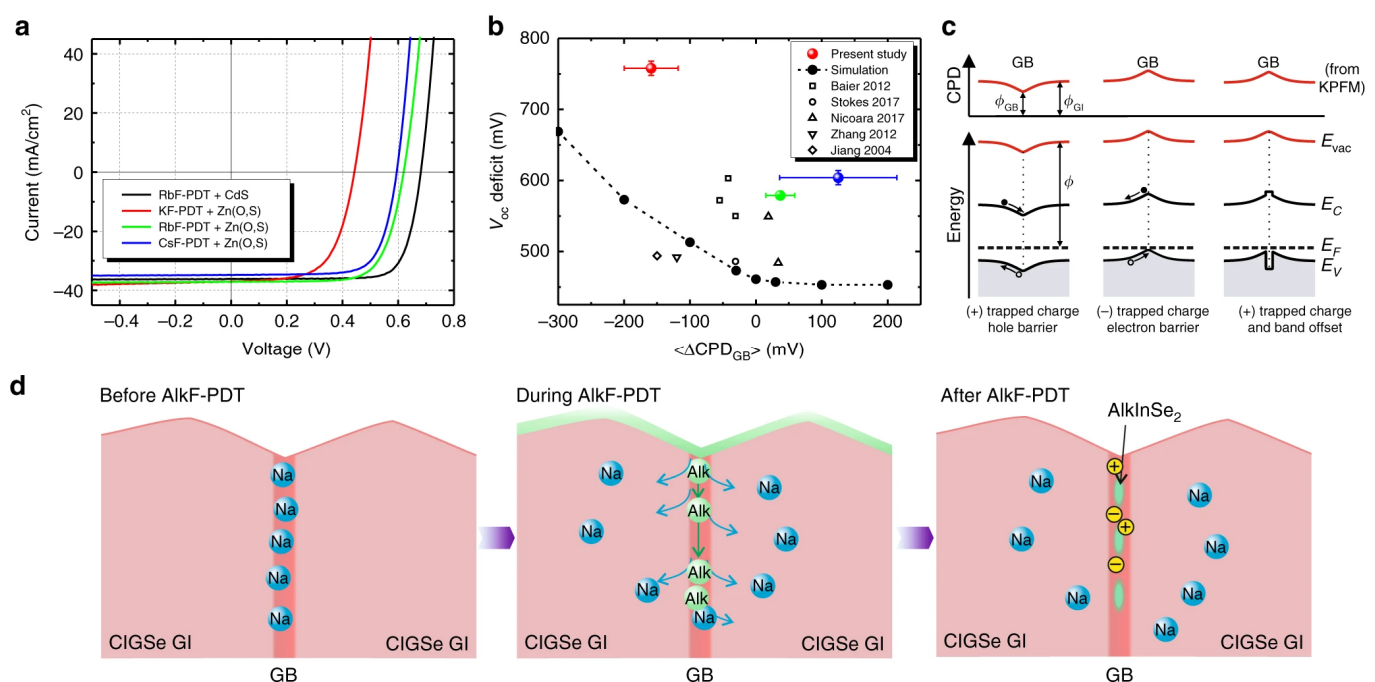 a
40
20
0
−20
−40
Current (mA/cm2)
RbF-PDT + CdS
KF-PDT + Zn(O,S)
RbF-PDT + Zn(O,S)
CsF-PDT + Zn(O,S)
−0.4
−0.2
0.0
0.2
0.4
0.6
0.8
Voltage (V)
b
800
700
600
500
Voc deficit (mV)
Present study
Simulation
Baier 2012
Stokes 2017
Nicoara 2017
Zhang 2012
Jiang 2004
−300
−200
−100
0
100
200
<ΔCPDGB> (mV)
c
CPD
GB
GB
GB
(from
KPFM)
ϕGB
ϕGI
Energy
Evac
ϕ
EC
EF
EV
(+) trapped charge
hole barrier
(−) trapped charge
electron barrier
(+) trapped charge
and band offset
d
Before AlkF-PDT
Na
Na
Na
Na
Na
CIGSe GI
CIGSe GI
GB
During AlkF-PDT
Alk
Na
Na
Alk
Na
Na
Alk
Na
Na
Alk
Na
CIGSe GI
CIGSe GI
GB
After AlkF-PDT
AlkInSe2
+
Na
Na
−
+
Na
Na
−
Na
Na
Na
CIGSe GI
CIGSe GI
GB